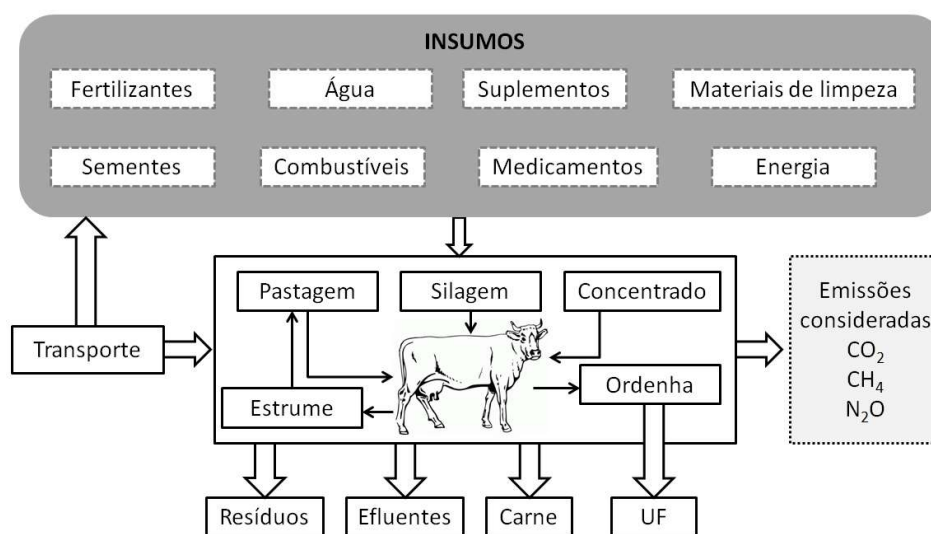 INSUMOS
Fertilizantes
Água
Suplementos
Materiais de limpeza
Sementes
Combustíveis
Medicamentos
Energia
Transporte
Pastagem
Silagem
Concentrado
Estrume
Ordenha
Emissões
consideradas
CO₂
CH₄
N₂O
Resíduos
Efluentes
Carne
UF